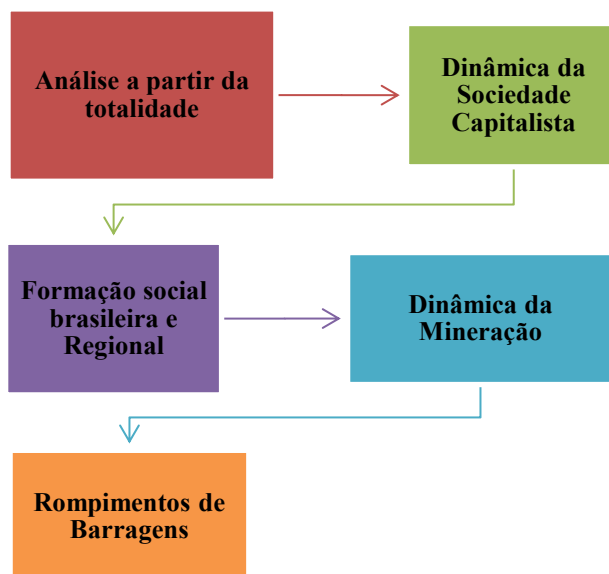 Análise a partir da
totalidade
Dinâmica da
Sociedade
Capitalista
Formação social
brasileira e
Regional
Dinâmica da
Mineração
Rompimentos de
Barragens